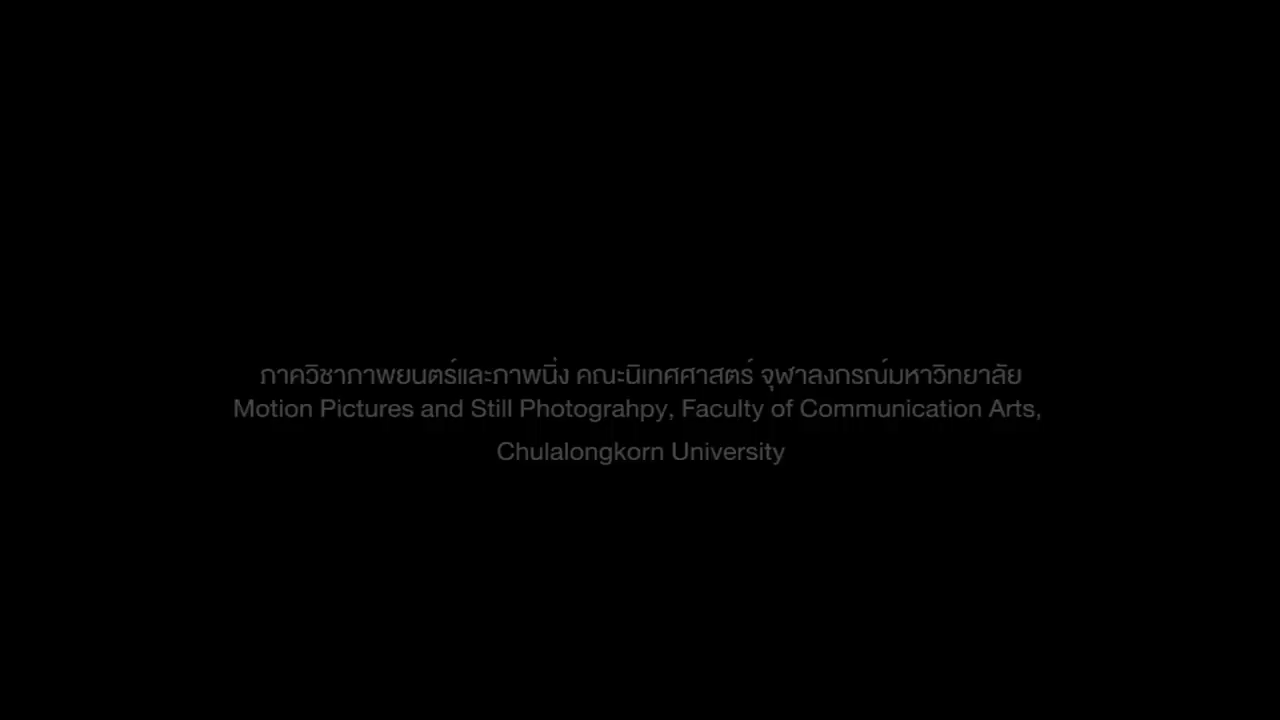 ภาควิชาภาพยนตร์และภาพนิ่ง คณะนิเทศศาสตร์ จุฬาลงกรณ์มหาวิทยาลัย
Motion Pictures and Still Photograhpy, Faculty of Communication Arts,
Chulalongkorn University